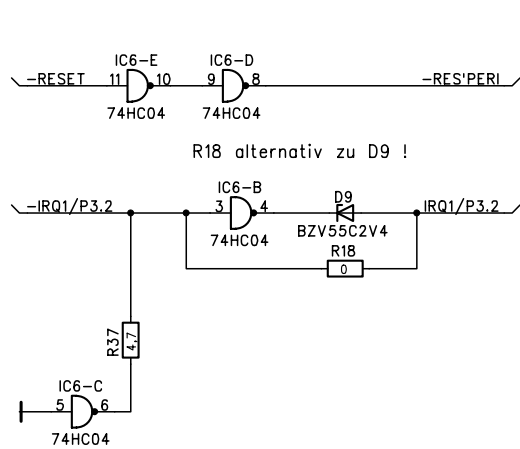 IC6-E IC6-D
-RESET 11 10 9 8 -RES'PERI
74HC04 74HC04
R18 alternativ zu D9 !
IC6-B D9
-IRQ1/P3.2 3 4 IRQ1/P3.2
74HC04 BZV55C2V4
R18
0
R37 4,7
IC6-C
5 6
74HC04